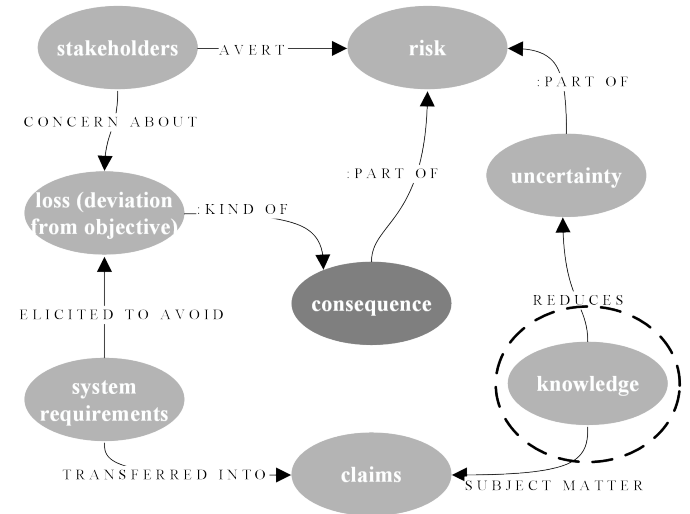 stakeholders
AVERT
risk
:PART OF
CONCERN ABOUT
:PART OF
uncertainty
loss (deviation
from objective)
:KIND OF
consequence
REDUCES
ELICITED TO AVOID
knowledge
system
requirements
TRANSFERRED INTO
claims
SUBJECT MATTER